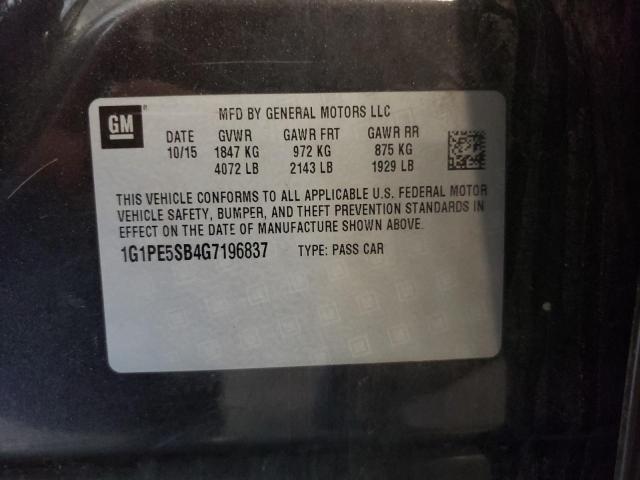 GM ®
MFD BY GENERAL MOTORS LLC
DATE GVWR GAWR FRT GAWR RR
10/15 1847 KG 972 KG 875 KG
4072 LB 2143 LB 1929 LB
THIS VEHICLE CONFORMS TO ALL APPLICABLE U.S. FEDERAL MOTOR
VEHICLE SAFETY, BUMPER, AND THEFT PREVENTION STANDARDS IN
EFFECT ON THE DATE OF MANUFACTURE SHOWN ABOVE.
1G1PE5SB4G7196837 TYPE: PASS CAR